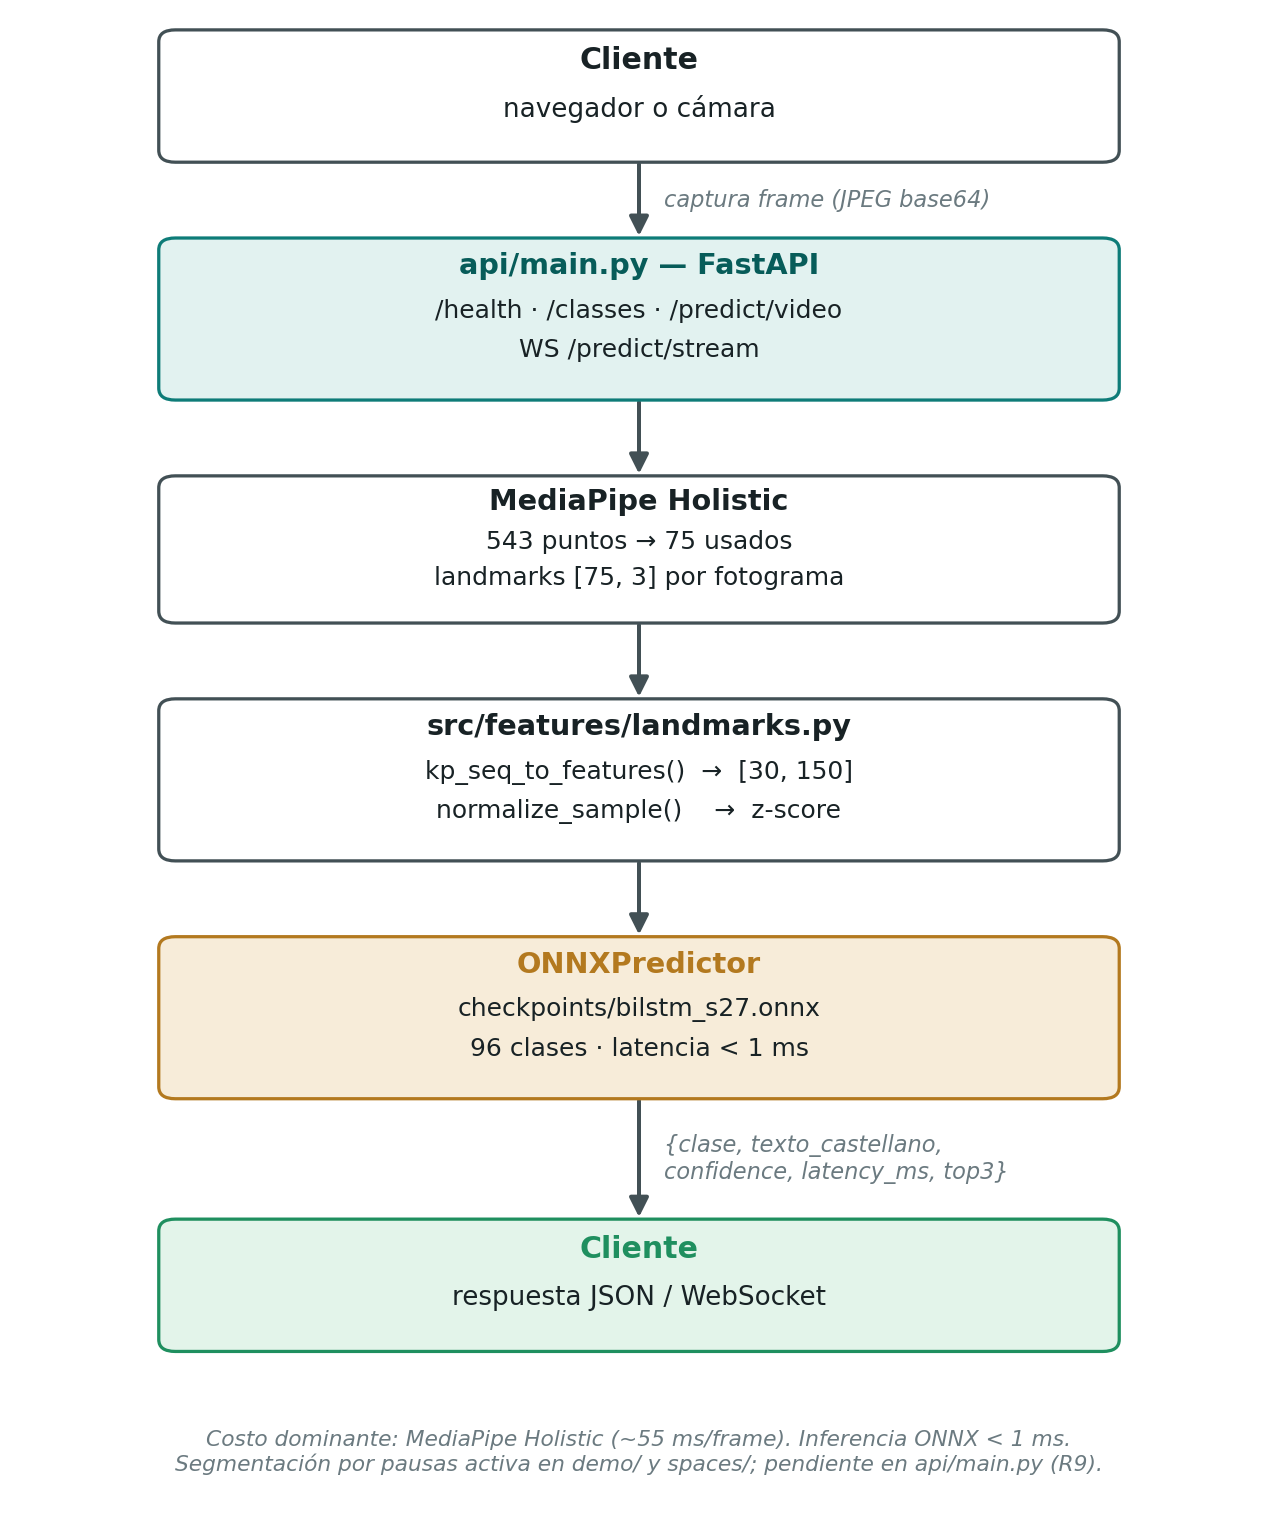 Cliente
navegador o cámara
captura frame (JPEG base64)
api/main.py — FastAPI
/health · /classes · /predict/video
WS /predict/stream
MediaPipe Holistic
543 puntos → 75 usados
landmarks [75, 3] por fotograma
src/features/landmarks.py
kp_seq_to_features() → [30, 150]
normalize_sample() → z-score
ONNXPredictor
checkpoints/bilstm_s27.onnx
96 clases · latencia < 1 ms
{clase, texto_castellano,
confidence, latency_ms, top3}
Cliente
respuesta JSON / WebSocket
Costo dominante: MediaPipe Holistic (~55 ms/frame). Inferencia ONNX < 1 ms.
Segmentación por pausas activa en demo/ y spaces/; pendiente en api/main.py (R9).